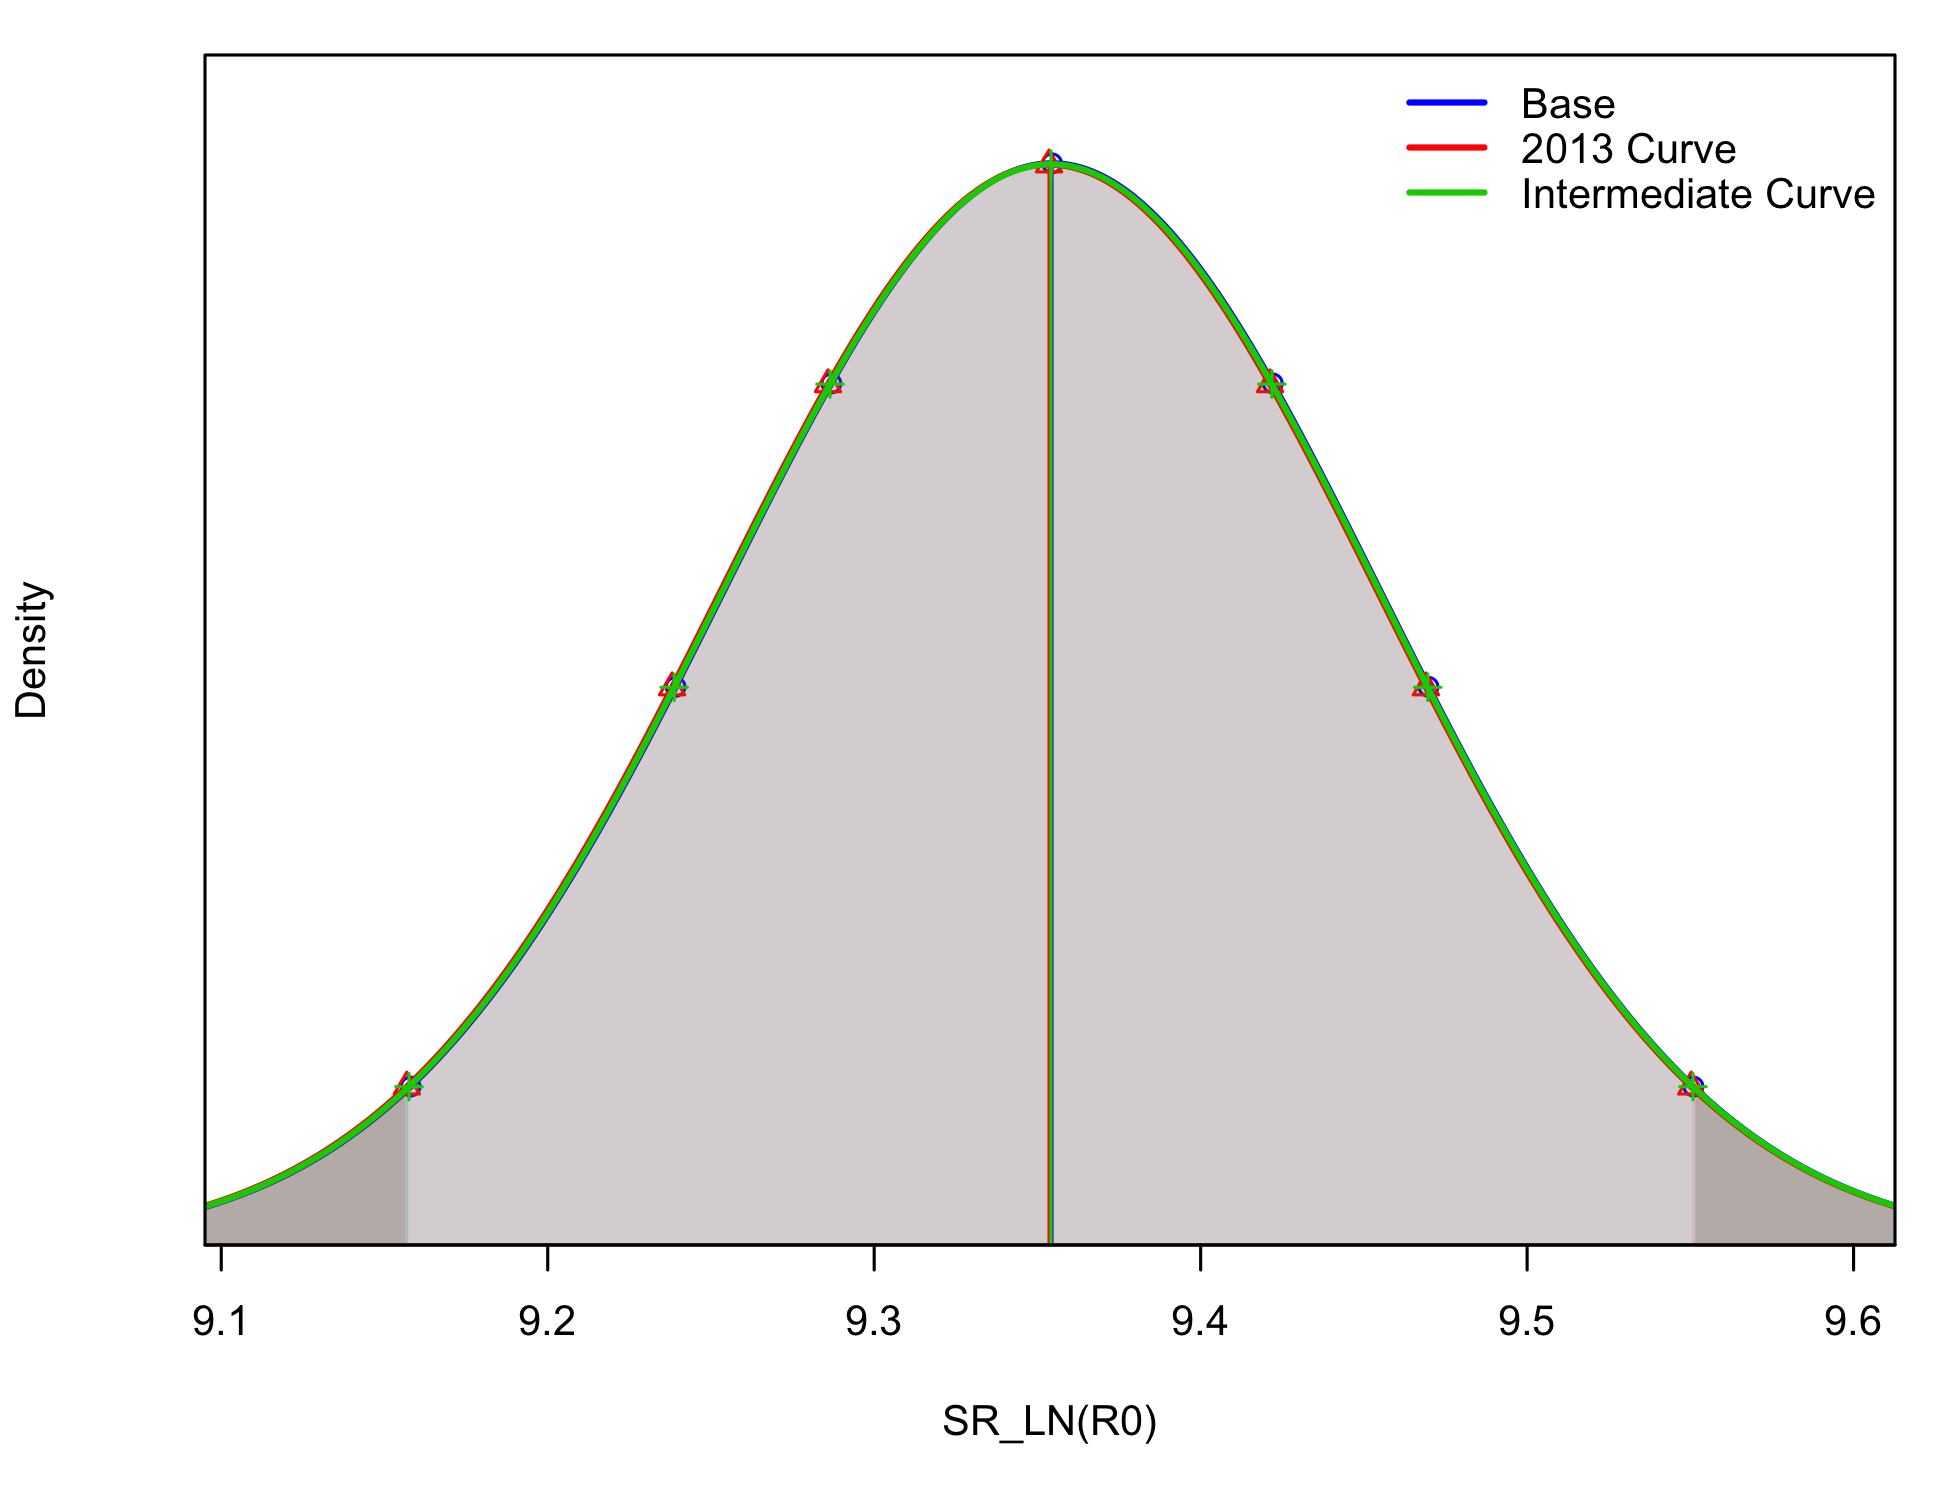 Base
2013 Curve
Intermediate Curve
Density
9.1
9.2
9.3
9.4
9.5
9.6
SR_LN(R0)